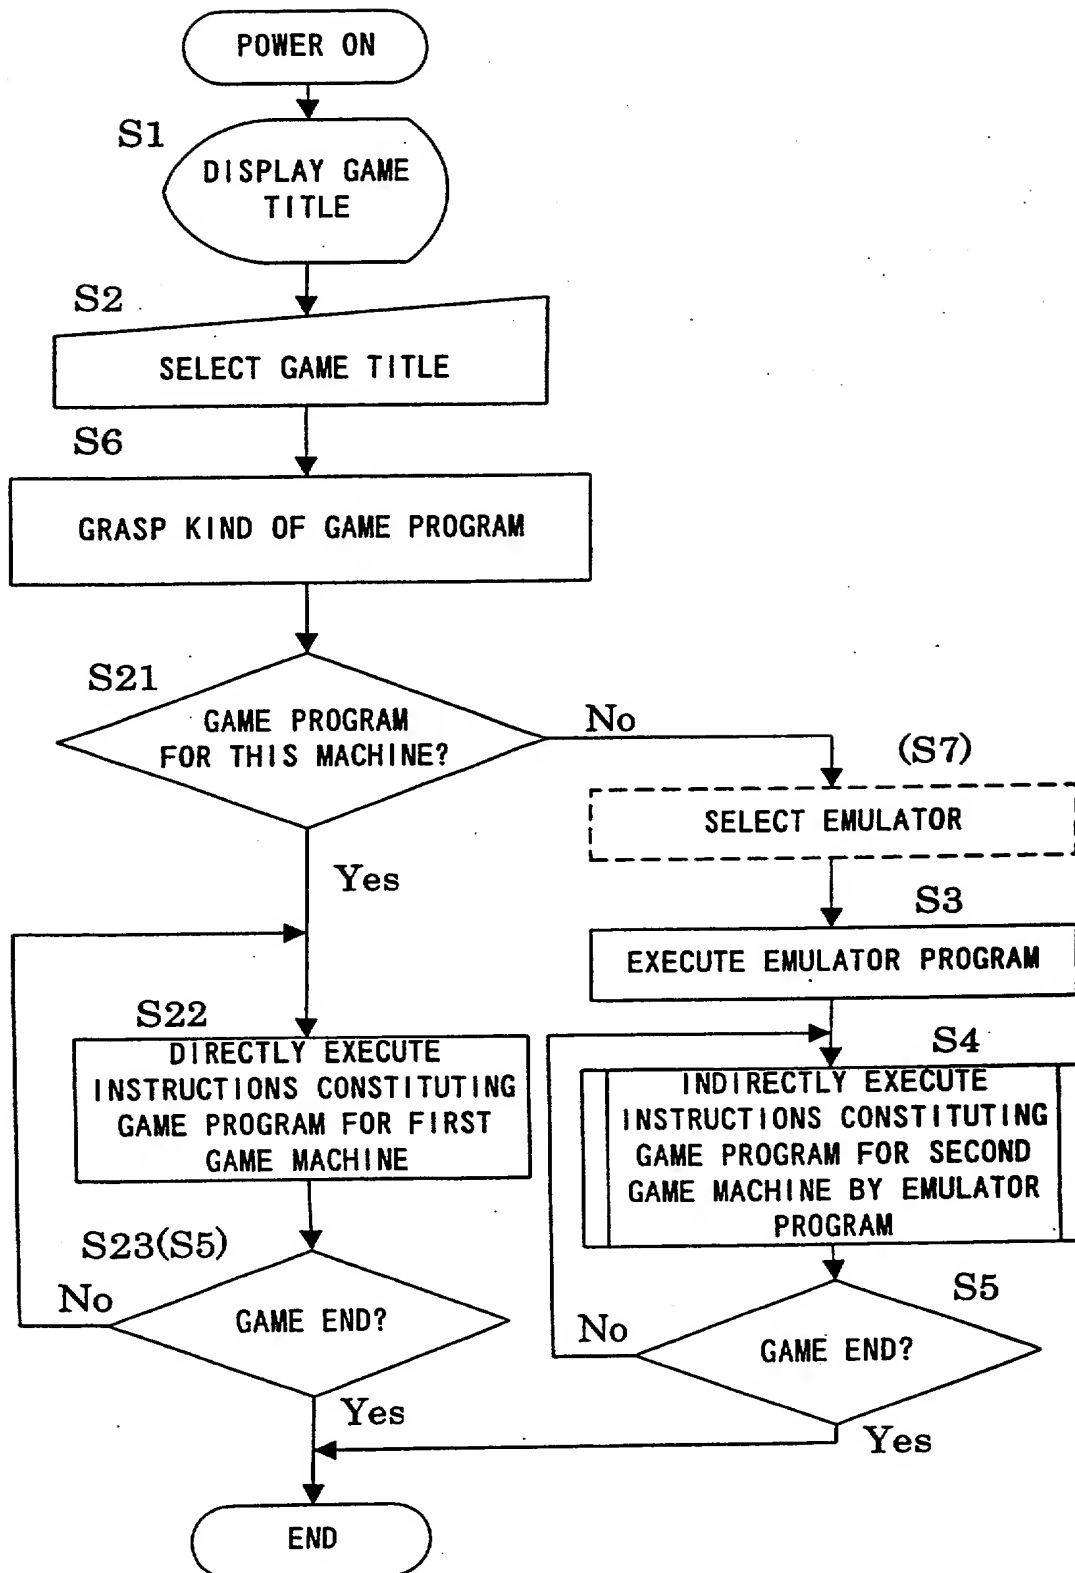 POWER ON
S1
DISPLAY GAME
TITLE
S2
SELECT GAME TITLE
S6
GRASP KIND OF GAME PROGRAM
S21
GAME PROGRAM
FOR THIS MACHINE?
No
(S7)
SELECT EMULATOR
Yes
S3
EXECUTE EMULATOR PROGRAM
S22
DIRECTLY EXECUTE
INSTRUCTIONS CONSTITUTING
GAME PROGRAM FOR FIRST
GAME MACHINE
S4
INDIRECTLY EXECUTE
INSTRUCTIONS CONSTITUTING
GAME PROGRAM FOR SECOND
GAME MACHINE BY EMULATOR
PROGRAM
S23(S5)
No
GAME END?
Yes
S5
No
GAME END?
Yes
END